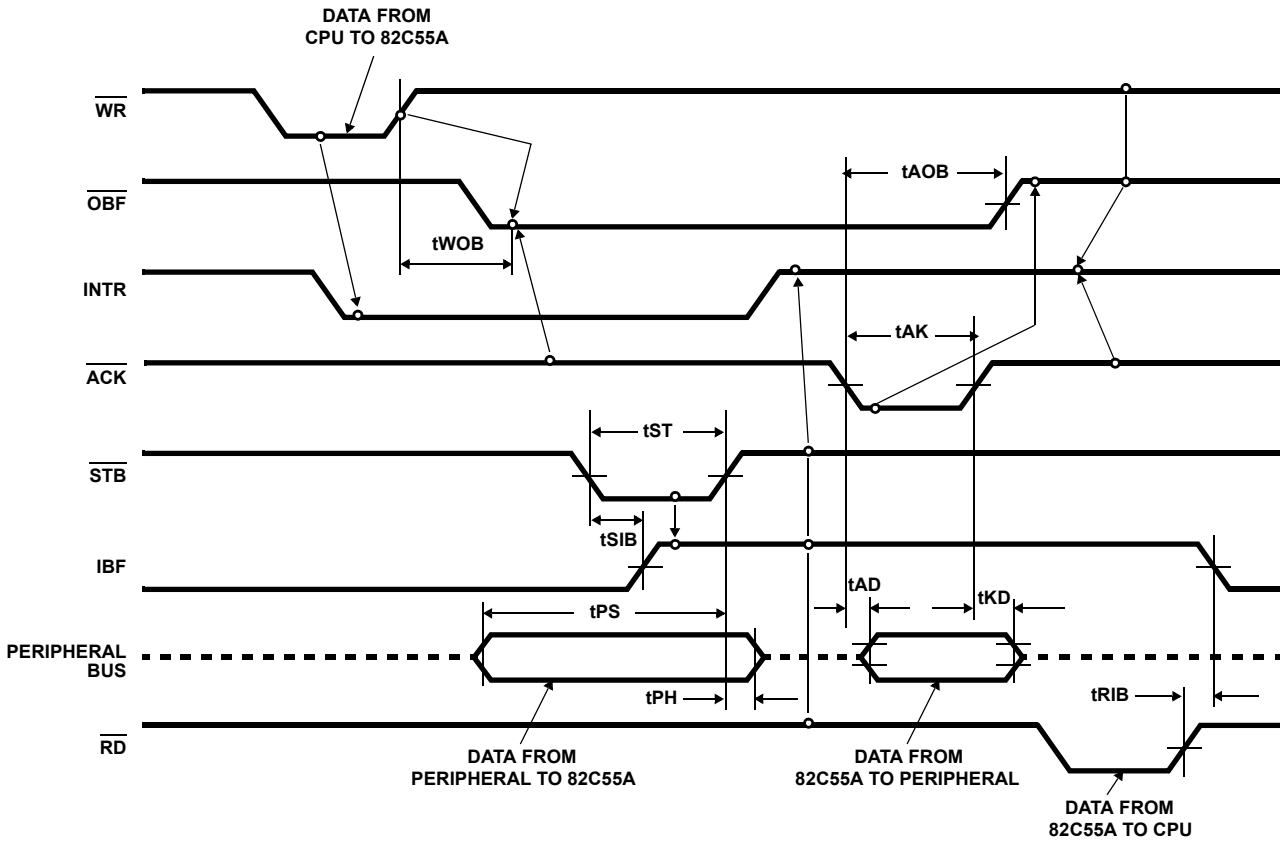 DATA FROM
CPU TO 82C55A
WR
OBF
tAOB
tWOB
INTR
tAK
ACK
tST
STB
tSIB
IBF
tAD
tKD
tPS
PERIPHERAL
BUS
tPH
tRIB
RD
DATA FROM
PERIPHERAL TO 82C55A
DATA FROM
82C55A TO PERIPHERAL
DATA FROM
82C55A TO CPU